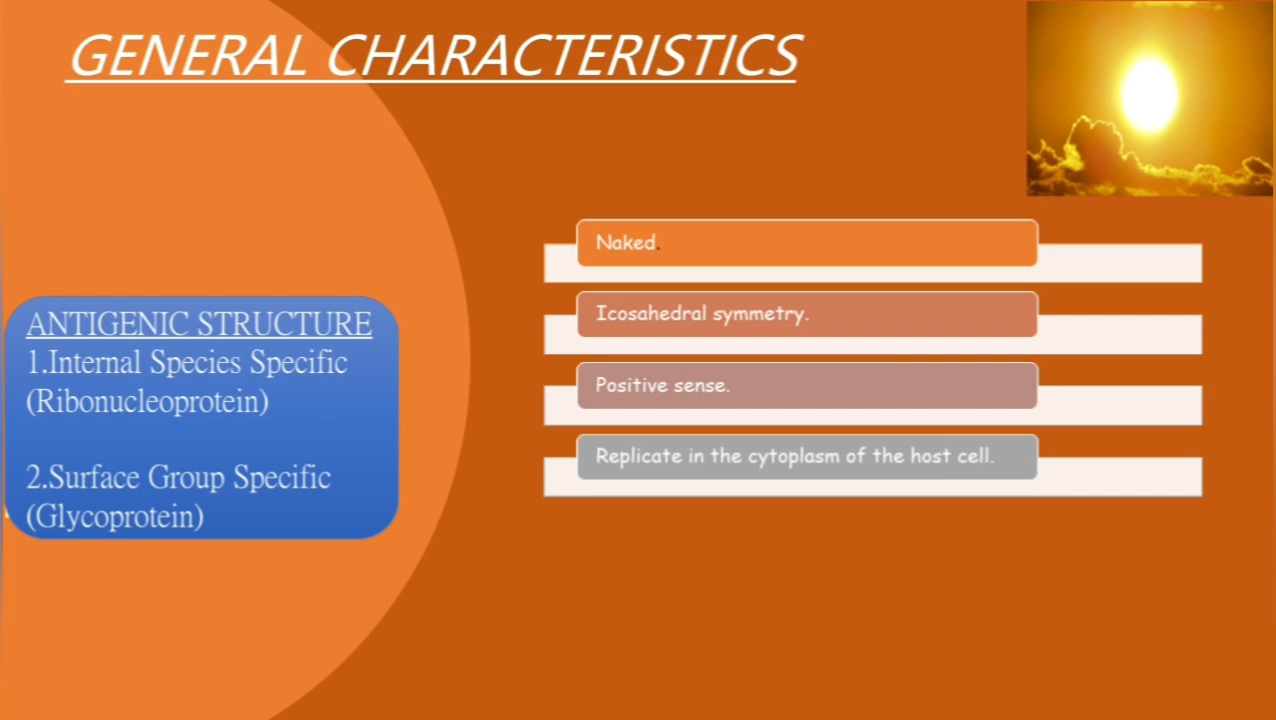 GENERAL CHARACTERISTICS
ANTIGENIC STRUCTURE
1.Internal Species Specific
(Ribonucleoprotein)
2.Surface Group Specific
(Glycoprotein)
Naked.
Icosahedral symmetry.
Positive sense.
Replicate in the cytoplasm of the host cell.